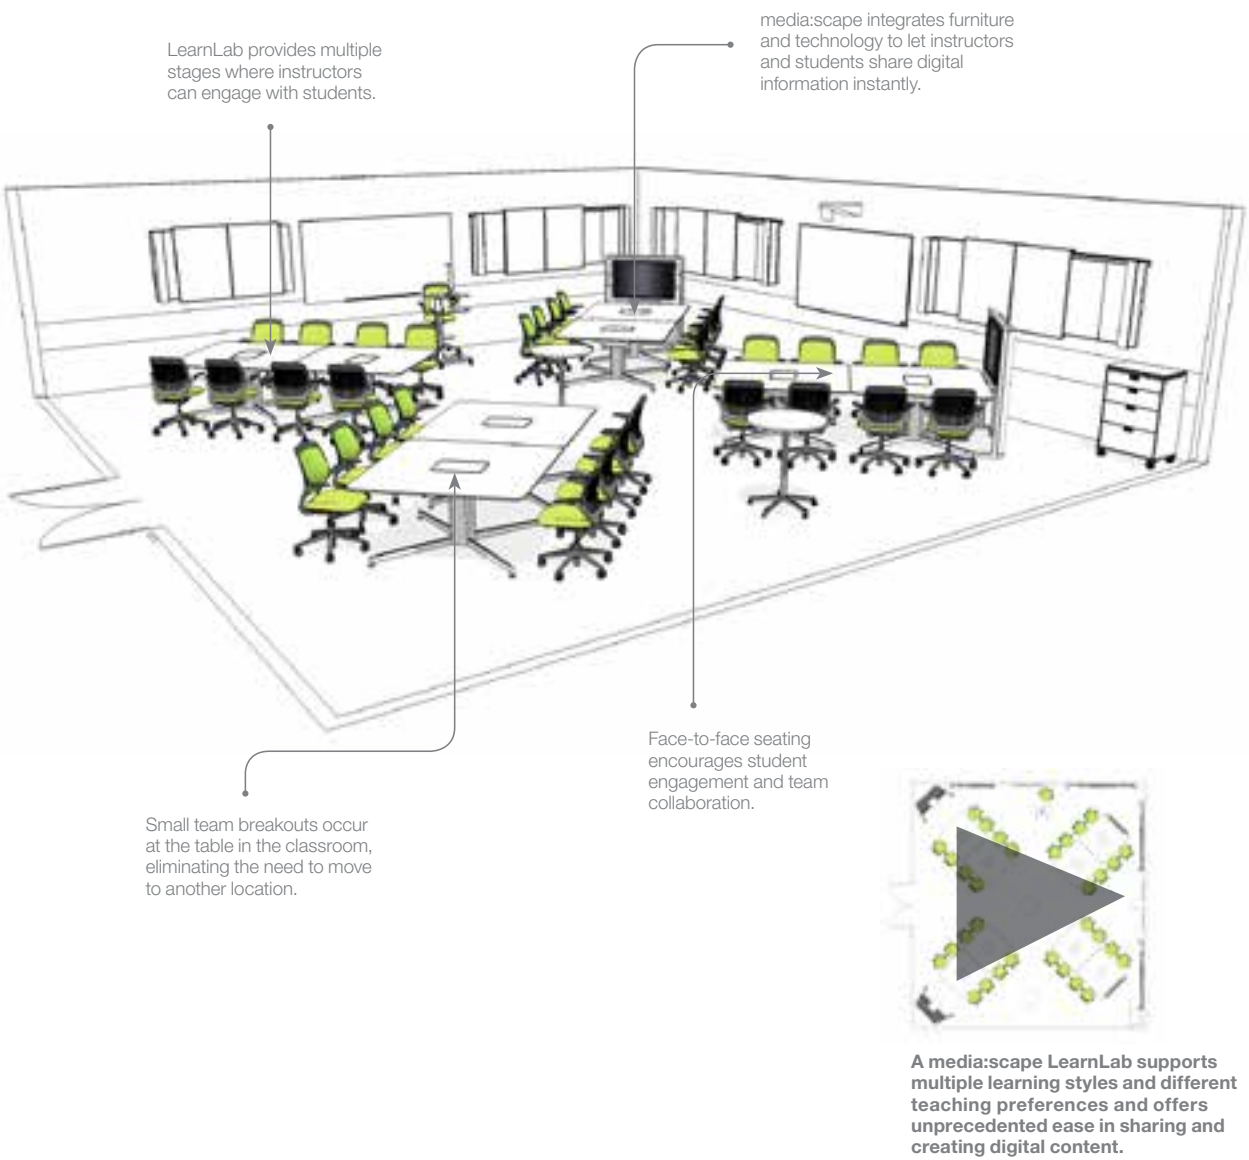 LearnLab provides multiple
stages where instructors
can engage with students.
media:scape integrates furniture
and technology to let instructors
and students share digital
information instantly.
Face-to-face seating
encourages student
engagement and team
collaboration.
Small team breakouts occur
at the table in the classroom,
eliminating the need to move
to another location.
A media:scape LearnLab supports
multiple learning styles and different
teaching preferences and offers
unprecedented ease in sharing and
creating digital content.